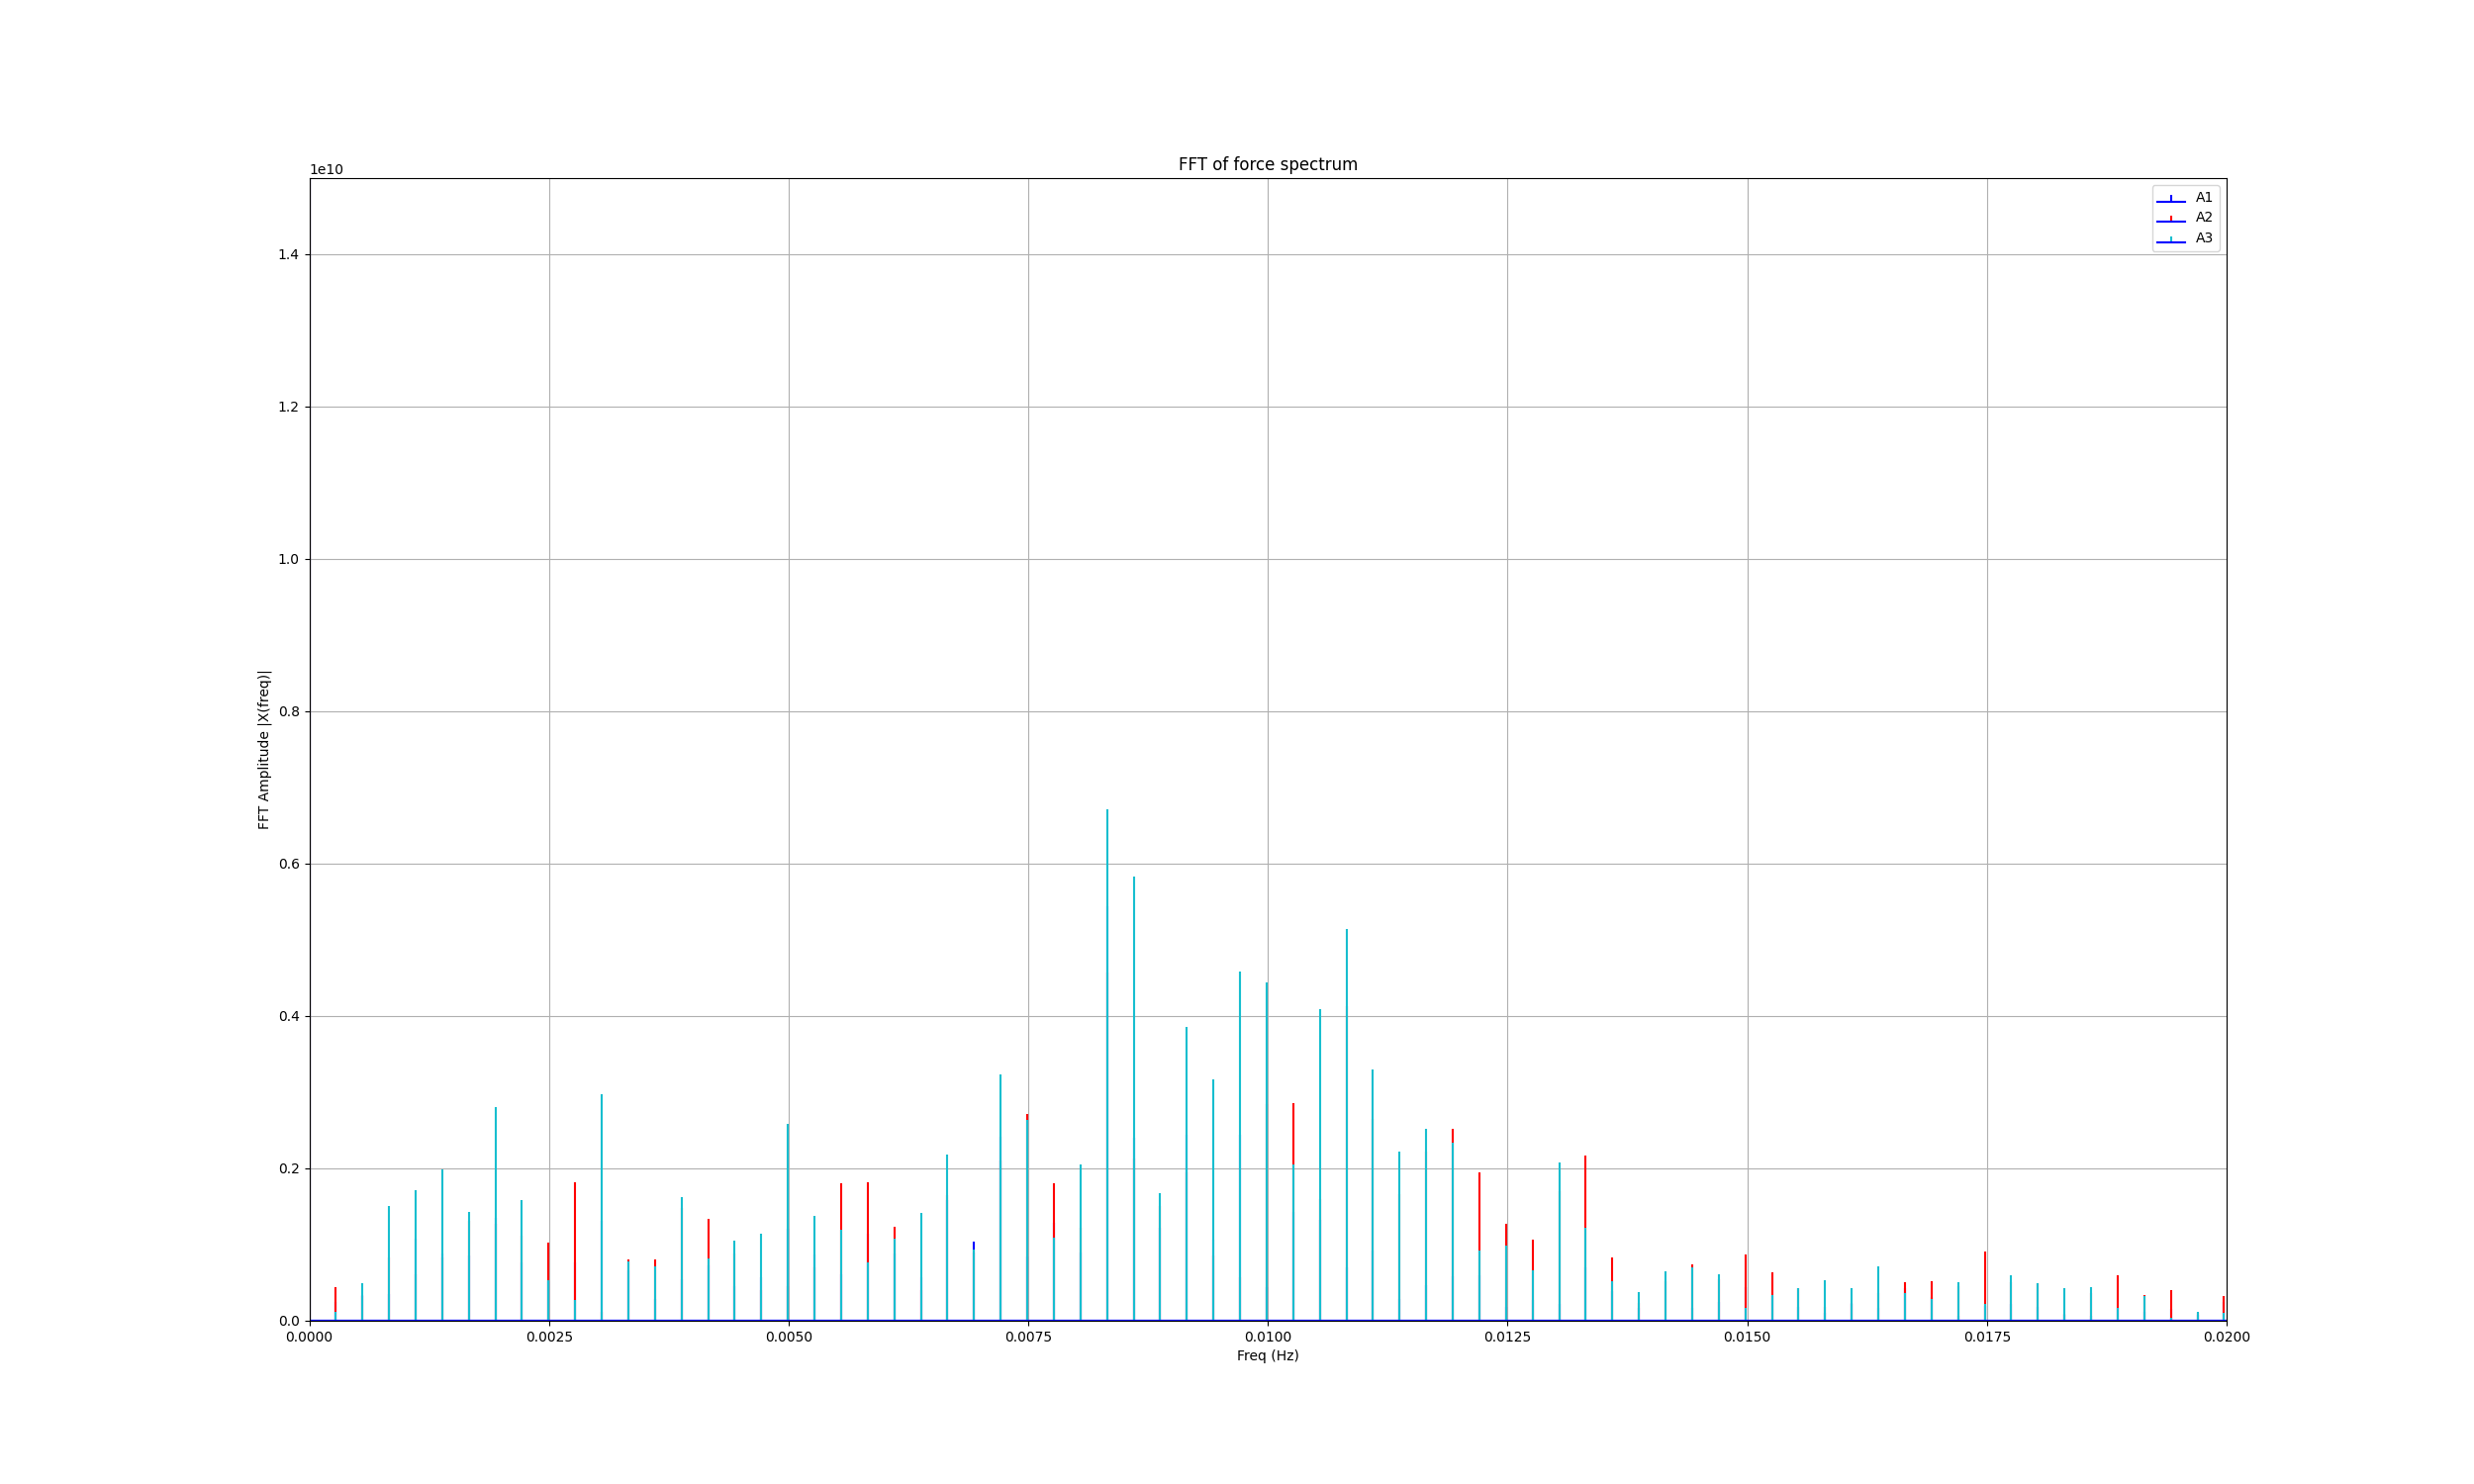 FFT of force spectrum
1e10
A1
A2
A3
1.4
1.2
1.0
0.8
0.6
0.4
0.2
0.0
FFT Amplitude |X(freq)|
0.0000 0.0025 0.0050 0.0075 0.0100 0.0125 0.0150 0.0175 0.0200
Freq (Hz)